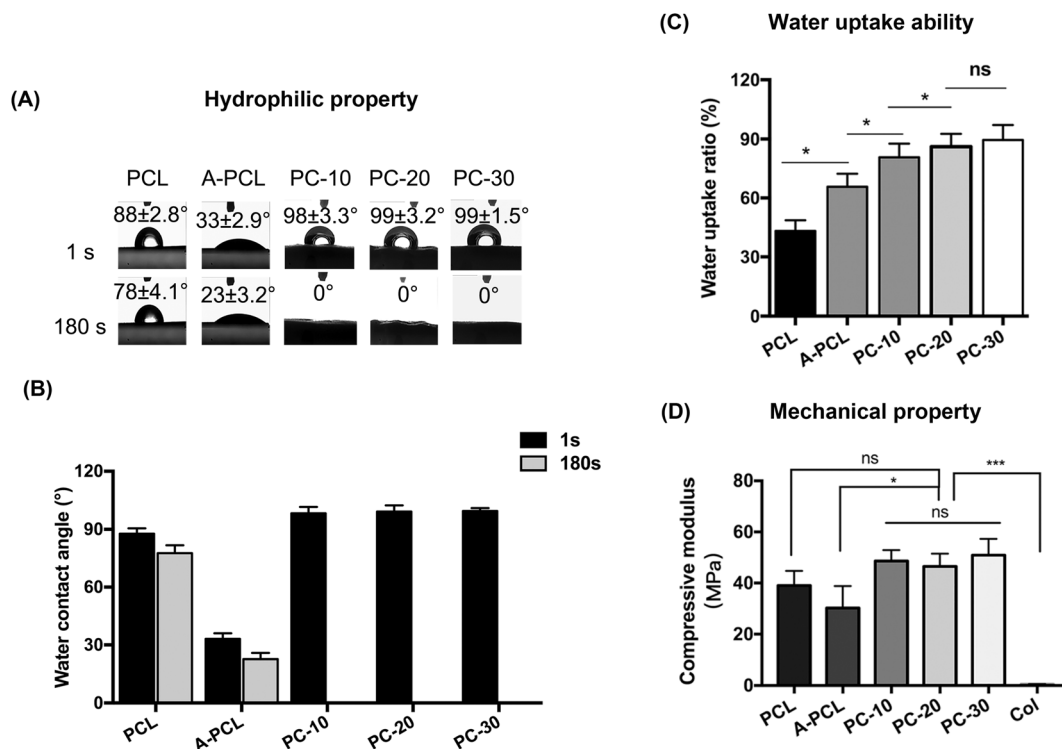 (A) Hydrophilic property
PCL A-PCL PC-10 PC-20 PC-30
88±2.8° 33±2.9° 98±3.3° 99±3.2° 99±1.5°
1 s
78±4.1° 23±3.2° 0° 0° 0°
180 s
(B)
1s
180s
Water contact angle (°)
120
90
60
30
0
PCL A-PCL PC-10 PC-20 PC-30
(C) Water uptake ability
Water uptake ratio (%)
120
90
60
30
0
* * * ns
PCL A-PCL PC-10 PC-20 PC-30
(D) Mechanical property
Compressive modulus
(MPa)
80
60
40
20
0
ns
* ***
ns
PCL A-PCL PC-10 PC-20 PC-30 Col